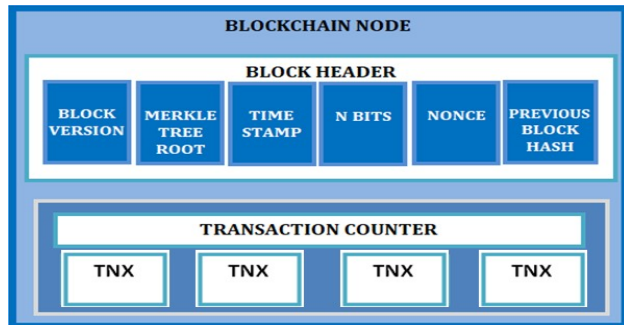 BLOCKCHAIN NODE
BLOCK HEADER
BLOCK
VERSION
MERKLE
TREE
ROOT
TIME
STAMP
N BITS
NONCE
PREVIOUS
BLOCK
HASH
TRANSACTION COUNTER
TNX
TNX
TNX
TNX